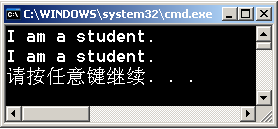 C:\WINDOWS\system32\cmd.exe
I am a student.
I am a student.
请按任意键继续. . .